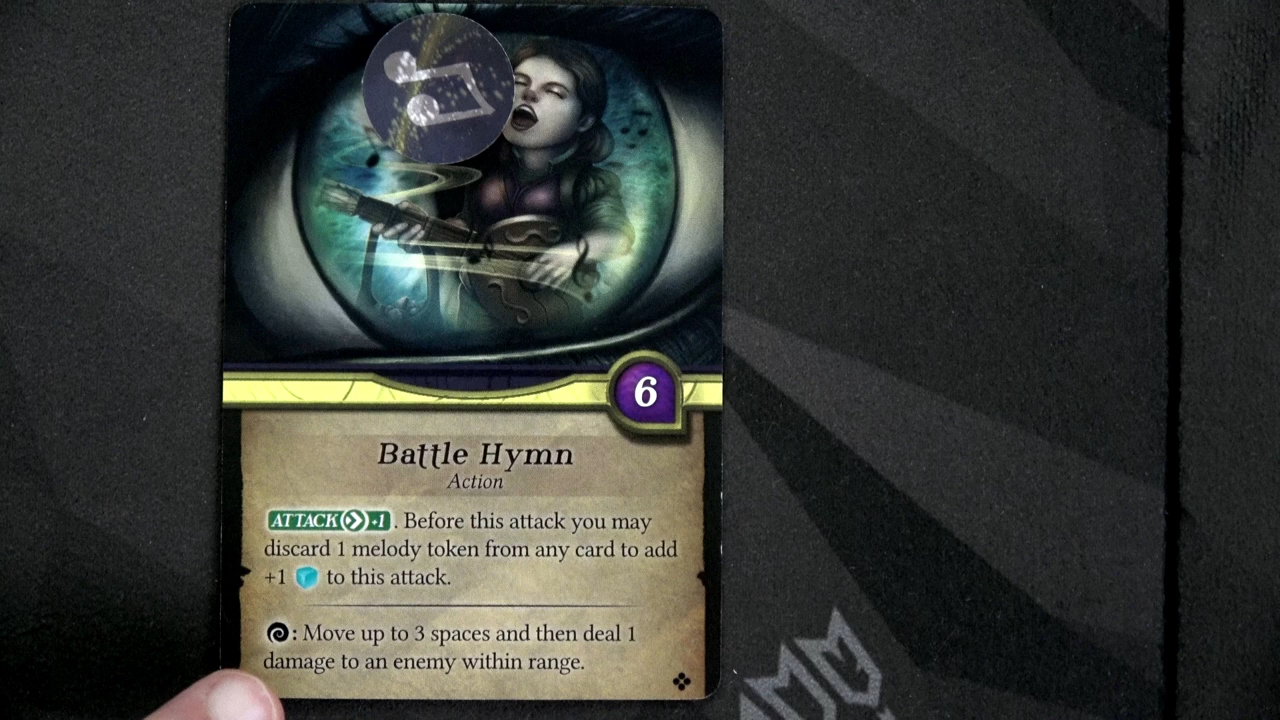 6
Battle Hymn
Action
ATTACK +1. Before this attack you may
discard 1 melody token from any card to add
+1 to this attack.
: Move up to 3 spaces and then deal 1
damage to an enemy within range.